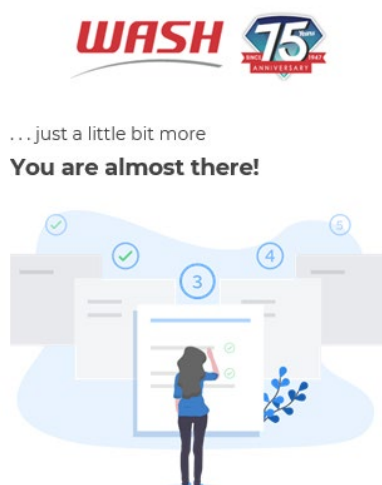 WASH
75 Years
SINCE 1947
ANNIVERSARY
... just a little bit more
You are almost there!
5
4
3